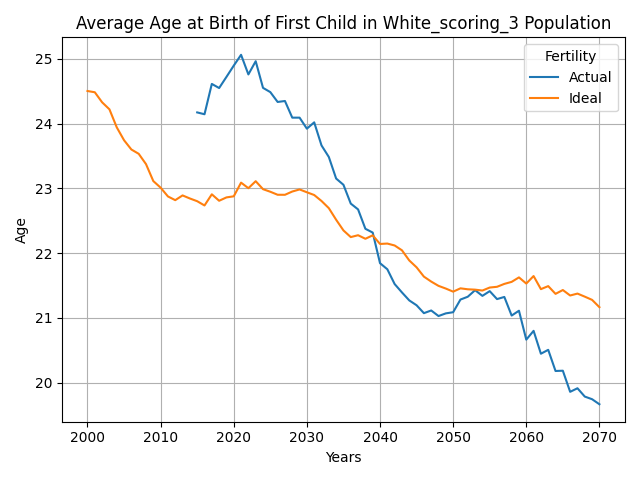 Average Age at Birth of First Child in White_scoring_3 Population
Fertility
Actual
Ideal
Age
25
24
23
22
21
20
2000
2010
2020
2030
2040
2050
2060
2070
Years